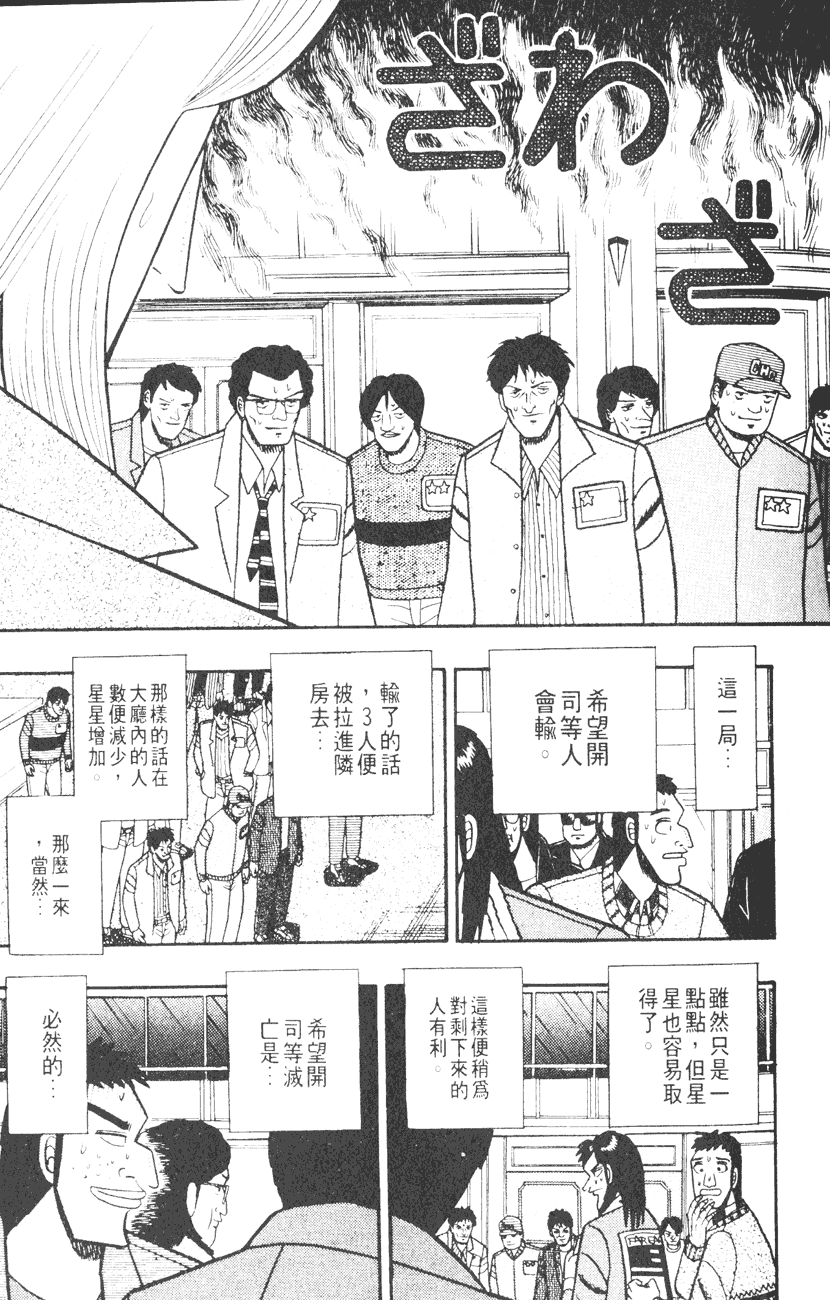 ざわ
ざ
CHC
這一局…
希望開
司等人
會輸。
輸了的話
，3人便
被拉進隣
房去…
那樣的話在
大廳內的人
數便減少，
星星增加。
那麼一來
，當然…
雖然只是一
點點，但星
星也容易取
得了。
這樣便稍為
對剩下來的
人有利。
希望開
司等滅
亡是…
必然的…